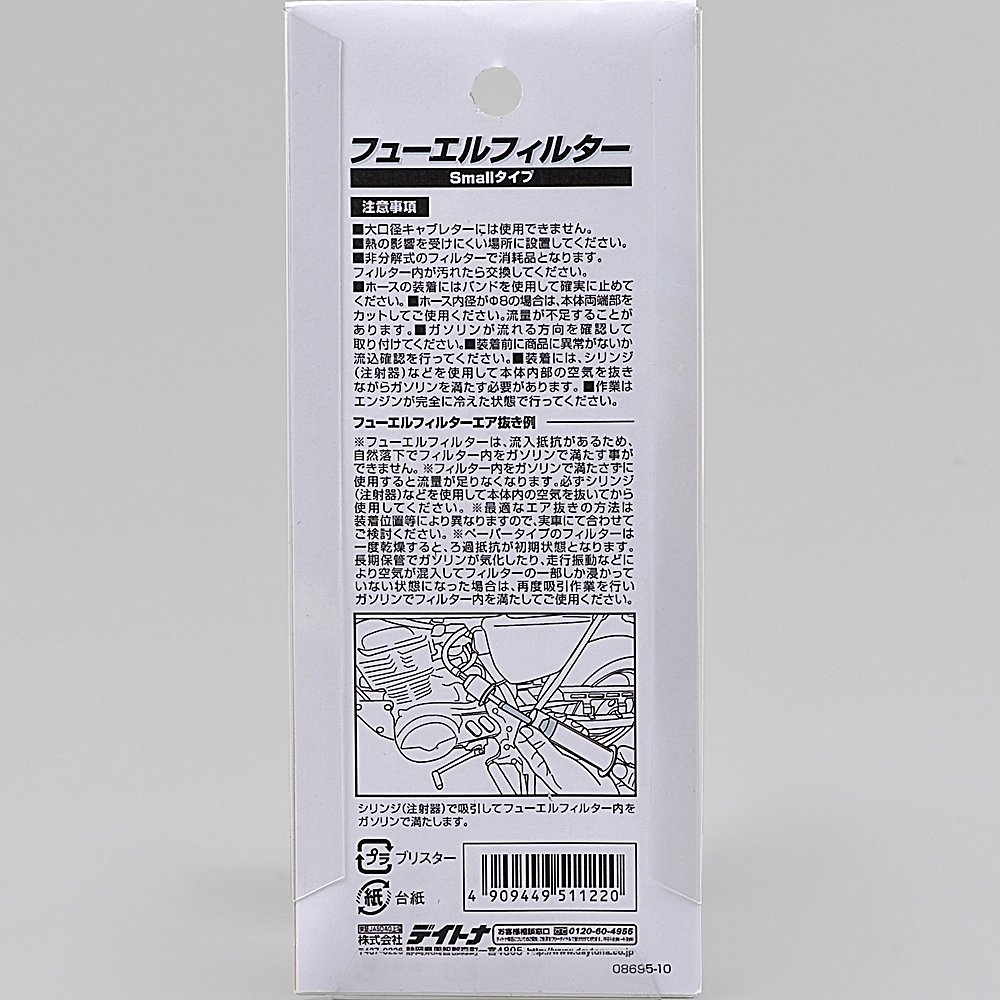 フューエルフィルター
Smallタイプ
注意事項
■大口径キャブレターには使用できません。
■熱の影響を受けにくい場所に設置してください。
■非分解式のフィルターで消耗品となります。
フィルター内が汚れたら交換してください。
■ホースの装着にはバンドを使用して確実に止めて
ください。■ホース内径がΦ8の場合は、本体両端部を
カットしてご使用ください。流量が不足することが
あります。■ガソリンが流れる方向を確認して
取り付けてください。■装着前に商品に異常がないか
流込確認を行ってください。■装着には、シリンジ
(注射器)などを使用して本体内部の空気を抜き
ながらガソリンを満たす必要があります。■作業は
エンジンが完全に冷えた状態で行ってください。
フューエルフィルターエア抜き例
※フューエルフィルターは、流入抵抗があるため、
自然落下でフィルター内をガソリンで満たす事が
できません。※フィルター内をガソリンで満たさずに
使用すると流量が足りなくなります。必ずシリンジ
(注射器)などを使用して本体内の空気を抜いてから
使用してください。※最適なエア抜きの方法は
装着位置等により異なりますので、実車にて合わせて
ご検討ください。※ペーパータイプのフィルターは
一度乾燥すると、ろ過抵抗が初期状態となります。
長期保管でガソリンが気化したり、走行振動などに
より空気が混入してフィルターの一部しか浸かって
いない状態になった場合は、再度吸引作業を行い
ガソリンでフィルター内を満たしてご使用ください。
シリンジ(注射器)で吸引してフューエルフィルター内を
ガソリンで満たします。
プラ ブリスター
紙 台紙
4 909449 511220
株式会社 デイトナ お客様相談窓口 0120-60-4955
〒437-0226 静岡県周智郡森町一宮4805 http://www.daytona.co.jp
08695-10